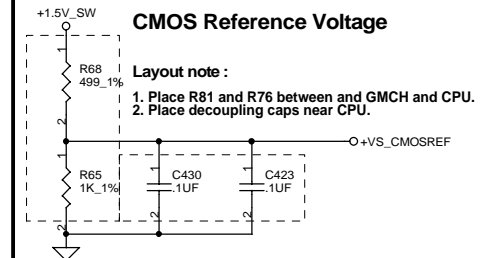 +1.5V_SW
CMOS Reference Voltage
1
R68
499_1%
2
Layout note :
1. Place R81 and R76 between and GMCH and CPU.
2. Place decoupling caps near CPU.
+VS_CMOSREF
1
R65
1K_1%
2
1
C430
.1UF
2
1
C423
.1UF
2